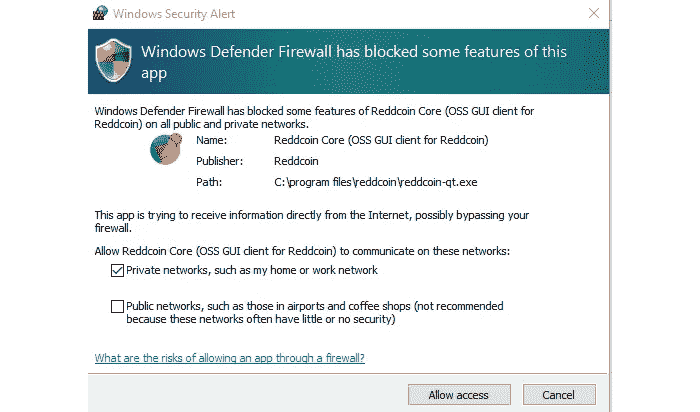 Windows Security Alert
Windows Defender Firewall has blocked some features of this
app
Windows Defender Firewall has blocked some features of Reddcoin Core (OSS GUI client for
Reddcoin) on all public and private networks.
Name: Reddcoin Core (OSS GUI client for Reddcoin)
Publisher: Reddcoin
Path: C:\program files\reddcoin\reddcoin-qt.exe
This app is trying to receive information directly from the Internet, possibly bypassing your
firewall.
Allow Reddcoin Core (OSS GUI client for Reddcoin) to communicate on these networks:
Private networks, such as my home or work network
Public networks, such as those in airports and coffee shops (not recommended
because these networks often have little or no security)
What are the risks of allowing an app through a firewall?
Allow access Cancel